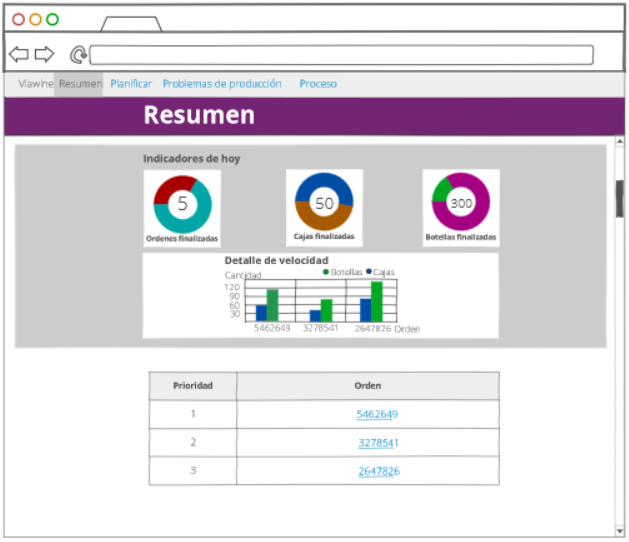 Viawine Resumen Planificar Problemas de producción Proceso
Resumen
Indicadores de hoy
5
Ordenes finalizadas
50
Cajas finalizadas
300
Botellas finalizadas
Detalle de velocidad
Cantidad
Botellas Cajas
120
90
60
30
5462649 3278541 2647826 Orden
Prioridad Orden
1 5462649
2 3278541
3 2647826